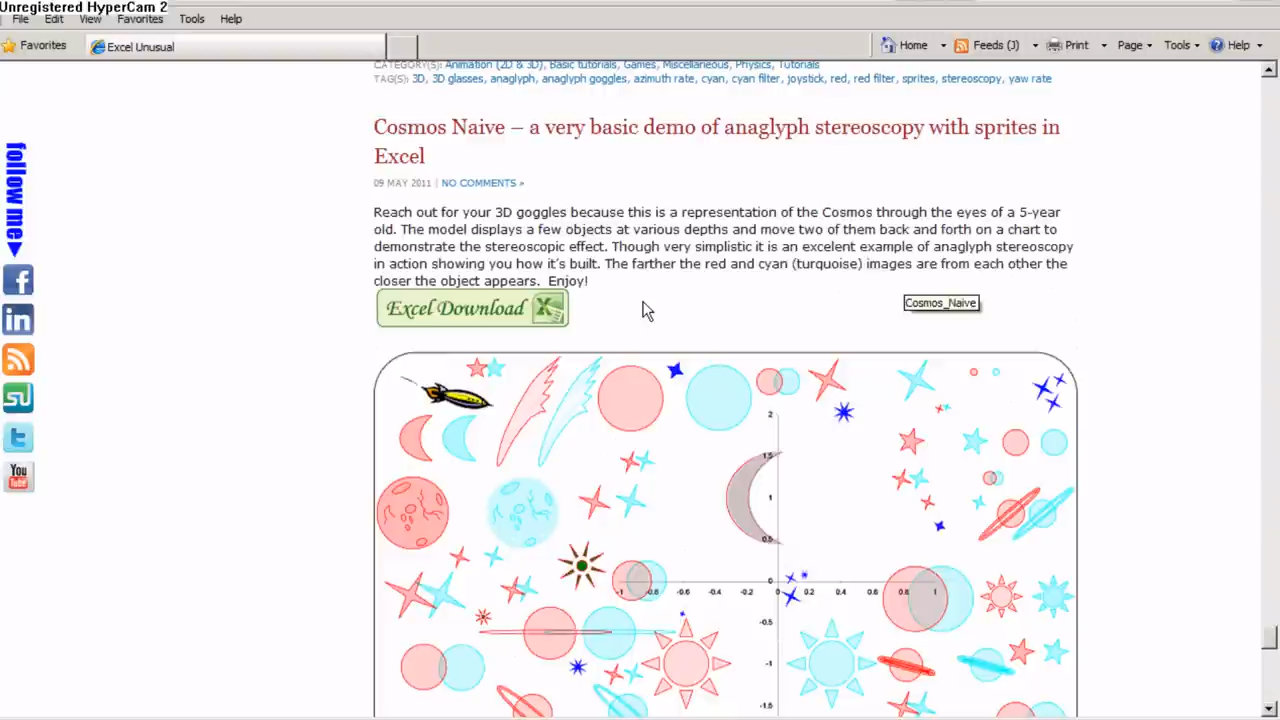 Unregistered HyperCam 2
File Edit View Favorites Tools Help
Favorites Excel Unusual Home Feeds (J) Print Page Tools Help
CATEGORY(S): Animation (2D & 3D), Basic tutorials, Games, Miscellaneous, Physics, Tutorials
TAG(S): 3D, 3D glasses, anaglyph, anaglyph goggles, azimuth rate, cyan, cyan filter, joystick, red, red filter, sprites, stereoscopy, yaw rate
Cosmos Naive – a very basic demo of anaglyph stereoscopy with sprites in
Excel
09 MAY 2011 | NO COMMENTS »
Reach out for your 3D goggles because this is a representation of the Cosmos through the eyes of a 5-year
old. The model displays a few objects at various depths and move two of them back and forth on a chart to
demonstrate the stereoscopic effect. Though very simplistic it is an excelent example of anaglyph stereoscopy
in action showing you how it's built. The farther the red and cyan (turquoise) images are from each other the
closer the object appears. Enjoy!
Excel Download
Cosmos_Naive
follow me
You
Tube
2
1.5
1
0.5
0
-1 -0.8 -0.6 -0.4 -0.2 0 0.2 0.4 0.6 0.8 1
-0.5
-1
-1.5